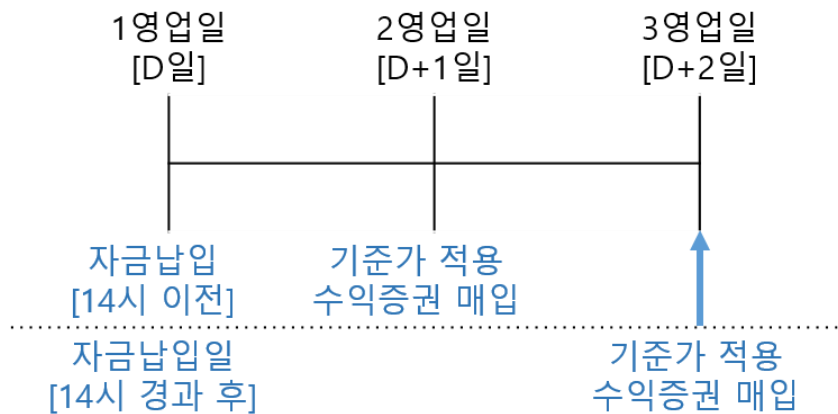 1영업일
[D일]
2영업일
[D+1일]
3영업일
[D+2일]
자금납입
[14시 이전]
기준가 적용
수익증권 매입
자금납입일
[14시 경과 후]
기준가 적용
수익증권 매입